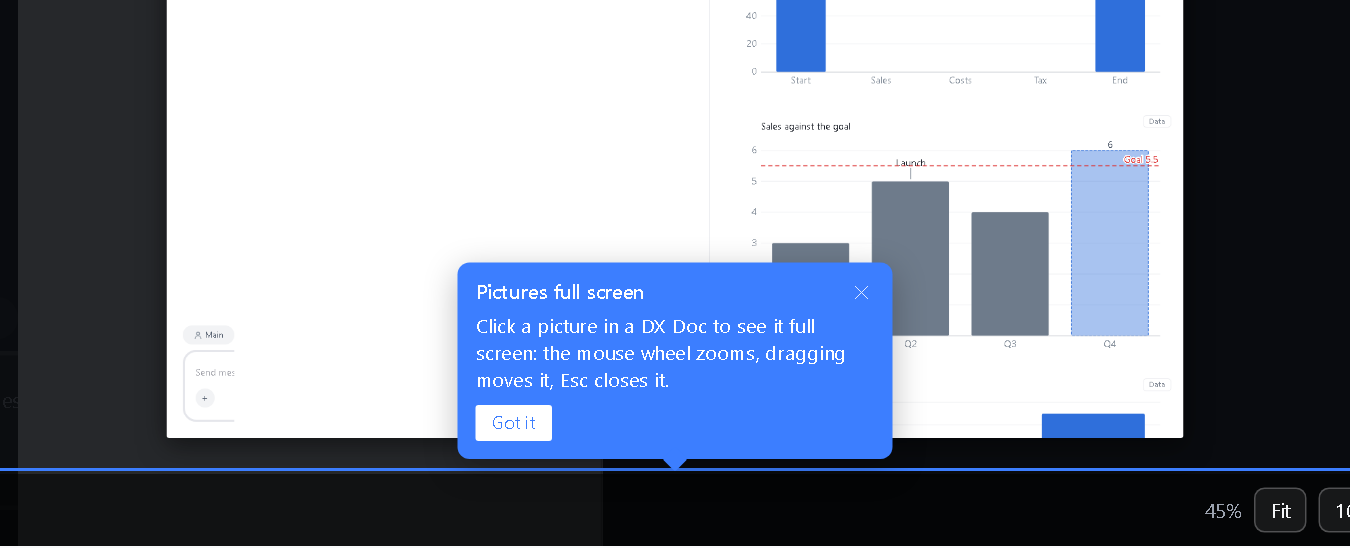 40
20
0
Start Sales Costs Tax End
Sales against the goal
Data
6
6
Goal 5.5
Launch
5
4
3
Q2 Q3 Q4
Data
Main
Send
+
Pictures full screen
Click a picture in a DX Doc to see it full
screen: the mouse wheel zooms, dragging
moves it, Esc closes it.
Got it
45% Fit